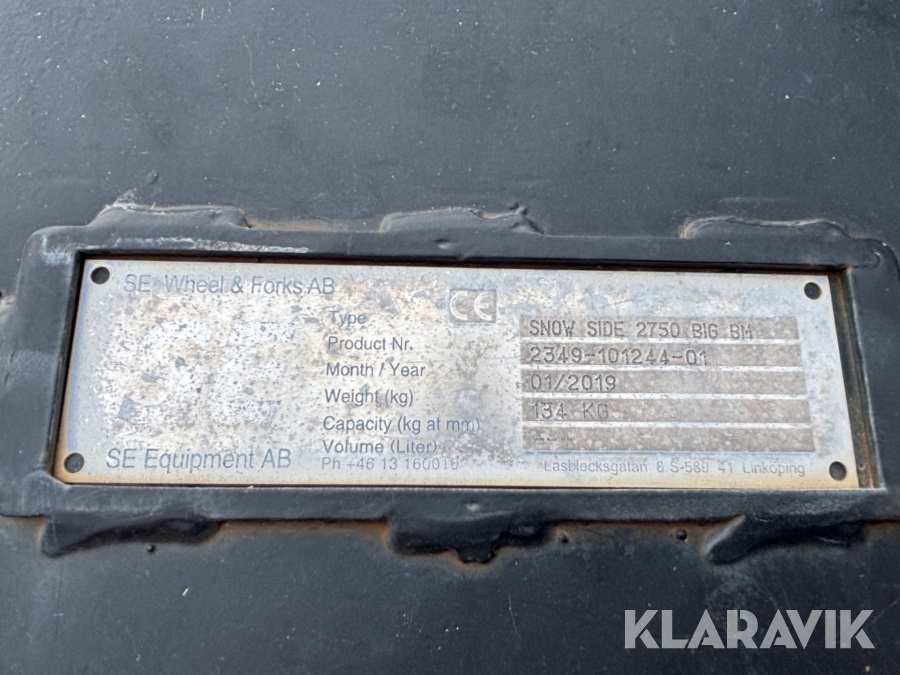 SE Wheel & Forks AB
CE
Type SNOW SIDE 2750 BIG BM
Product Nr. 2349-101244-01
Month / Year 01/2019
Weight (kg) 134 KG
Capacity (kg at mm)
Volume (Liter)
SE Equipment AB
Ph +46 13 160010 Låsblecksgatan 8 S-589 41 Linköping
KLARAVIK